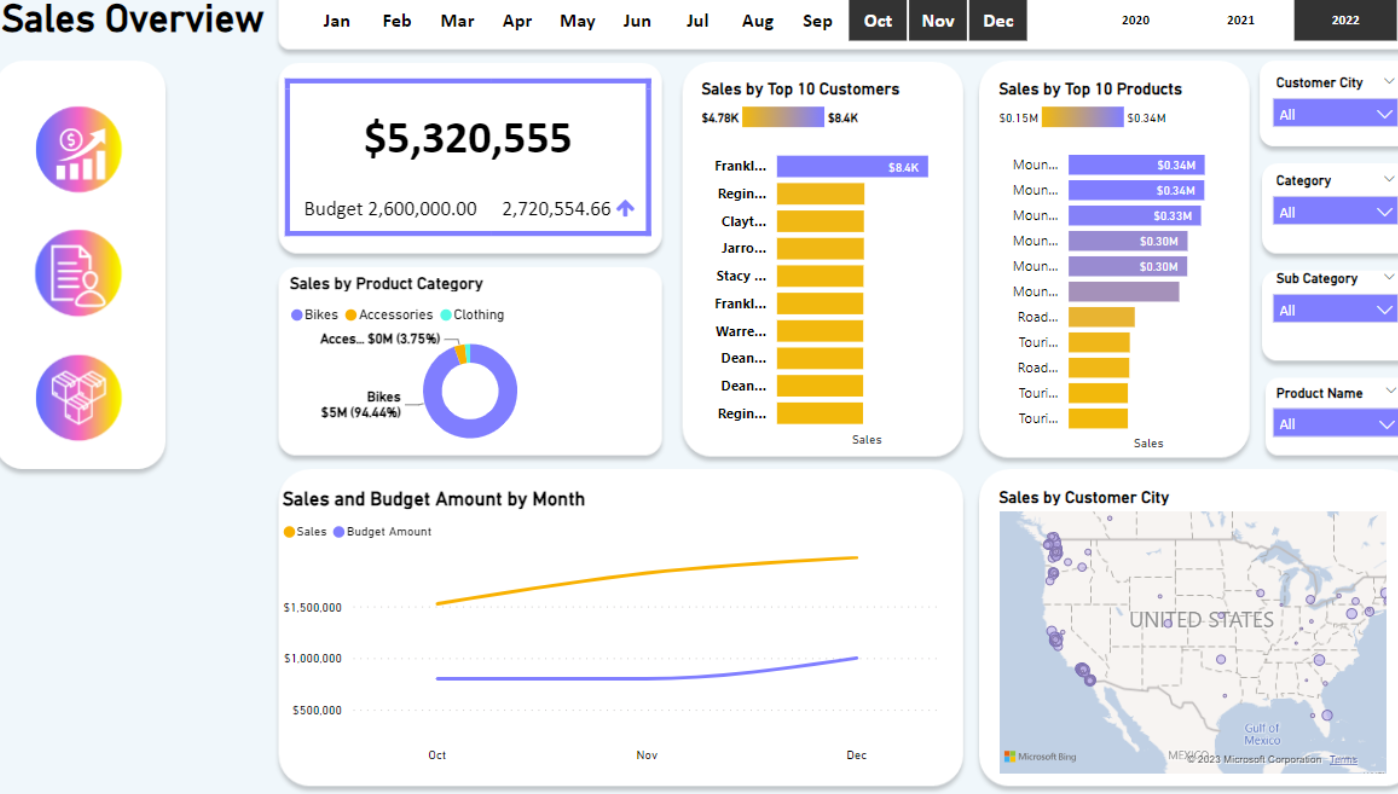 Sales Overview
Jan Feb Mar Apr May Jun Jul Aug Sep Oct Nov Dec
2020 2021 2022
$5,320,555
Budget 2,600,000.00 2,720,554.66
Sales by Product Category
Bikes Accessories Clothing
Acces... $0M (3.75%)
Bikes
$5M (94.44%)
Sales by Top 10 Customers
$4.78K $8.4K
Frankl... $8.4K
Regin...
Clayt...
Jarro...
Stacy ...
Frankl...
Warre...
Dean...
Dean...
Regin...
Sales
Sales by Top 10 Products
$0.15M $0.34M
Moun... $0.34M
Moun... $0.34M
Moun... $0.33M
Moun... $0.30M
Moun... $0.30M
Moun...
Road...
Touri...
Road...
Touri...
Touri...
Sales
Customer City
All
Category
All
Sub Category
All
Product Name
All
Sales and Budget Amount by Month
Sales Budget Amount
$1,500,000
$1,000,000
$500,000
Oct Nov Dec
Sales by Customer City
UNITED STATES
Gulf of
Mexico
MEXICO
Microsoft Bing
© 2023 Microsoft Corporation Terms